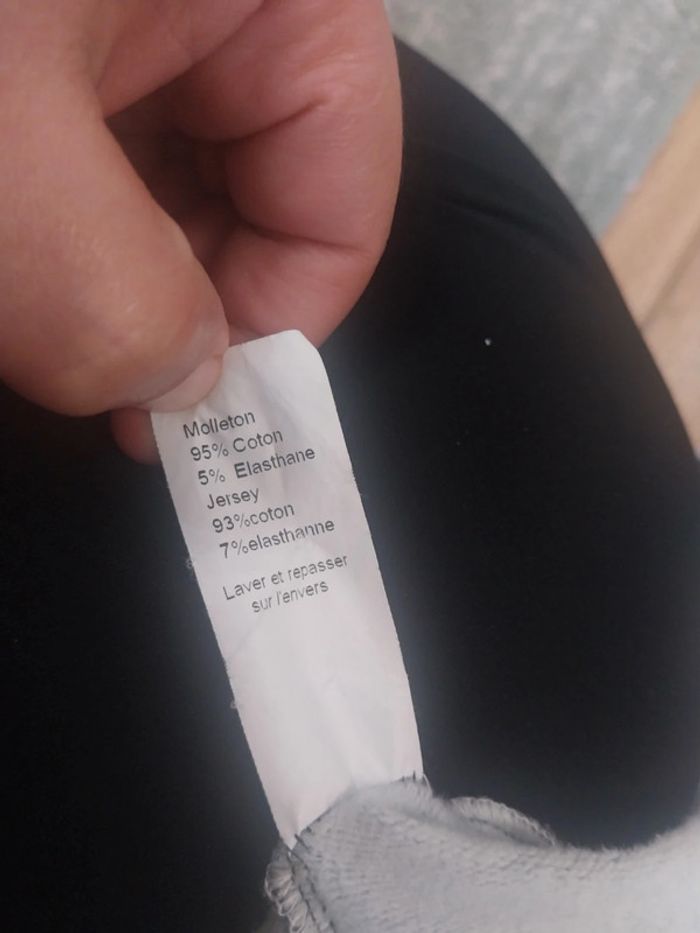 Molleton
95% Coton
5% Elasthane
Jersey
93%coton
7%elasthanne
Laver et repasser
sur l'envers